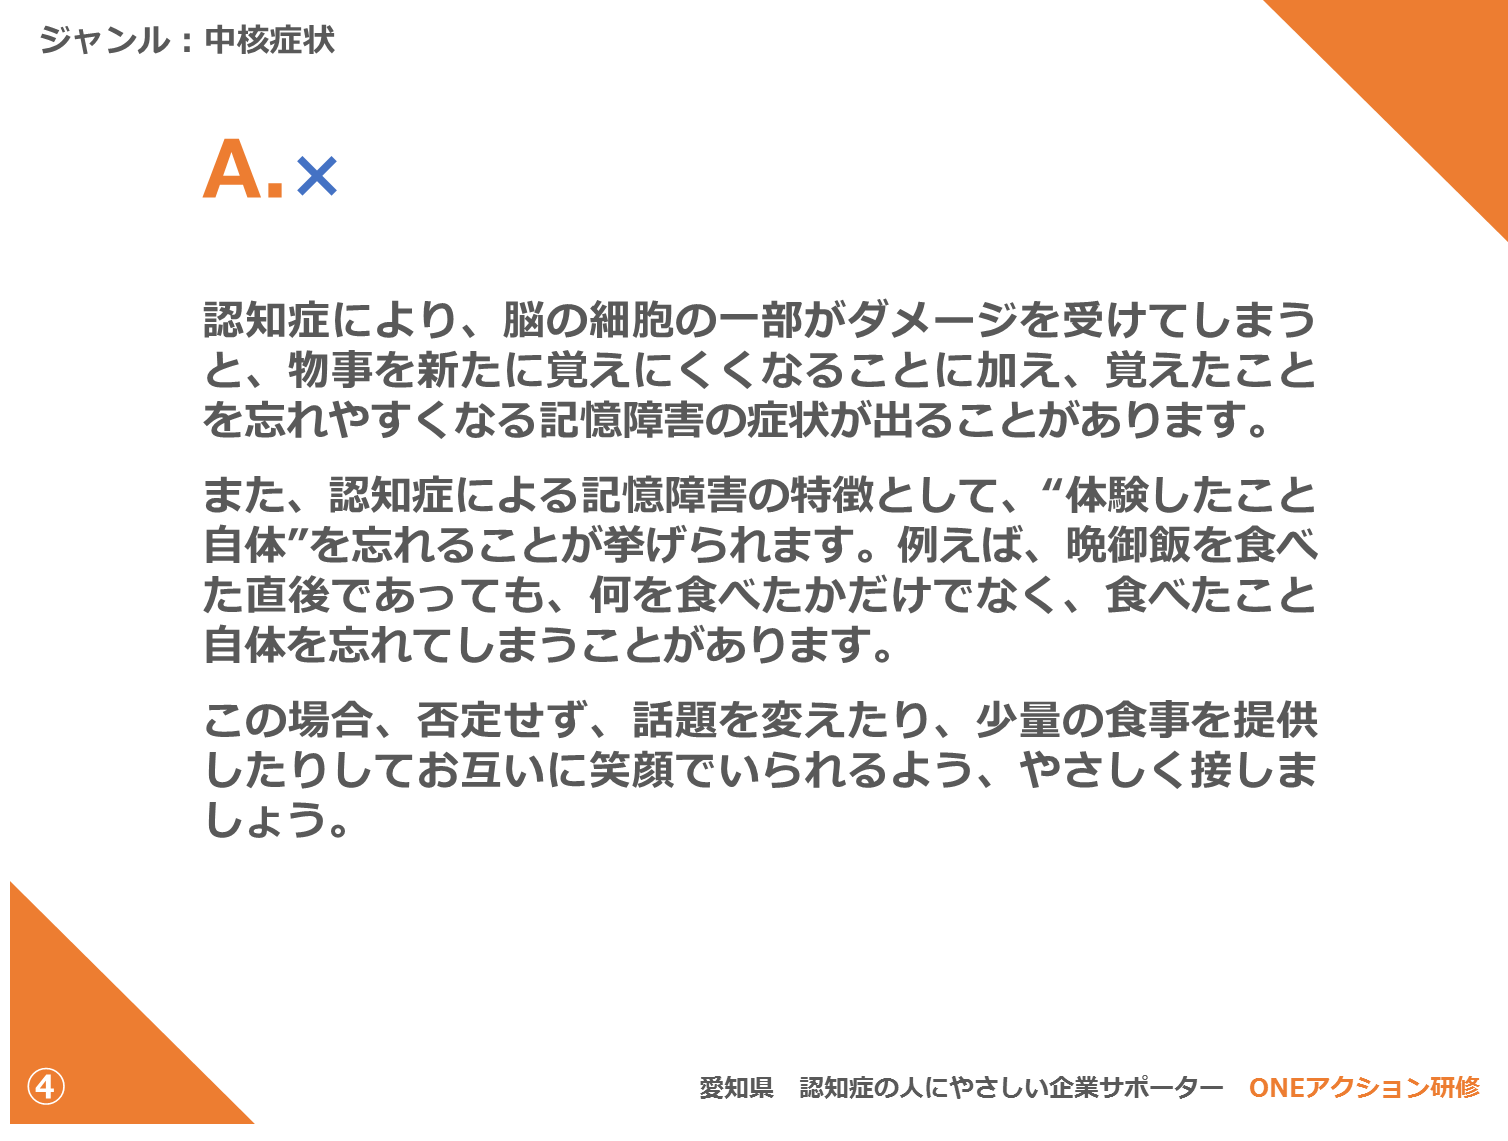 ジャンル：中核症状
A.×
認知症により、脳の細胞の一部がダメージを受けてしまう
と、物事を新たに覚えにくくなることに加え、覚えたこと
を忘れやすくなる記憶障害の症状が出ることがあります。
また、認知症による記憶障害の特徴として、“体験したこと
自体”を忘れることが挙げられます。例えば、晩御飯を食べ
た直後であっても、何を食べたかだけでなく、食べたこと
自体を忘れてしまうことがあります。
この場合、否定せず、話題を変えたり、少量の食事を提供
したりしてお互いに笑顔でいられるよう、やさしく接しま
しょう。
④
愛知県　認知症の人にやさしい企業サポーター　ONEアクション研修